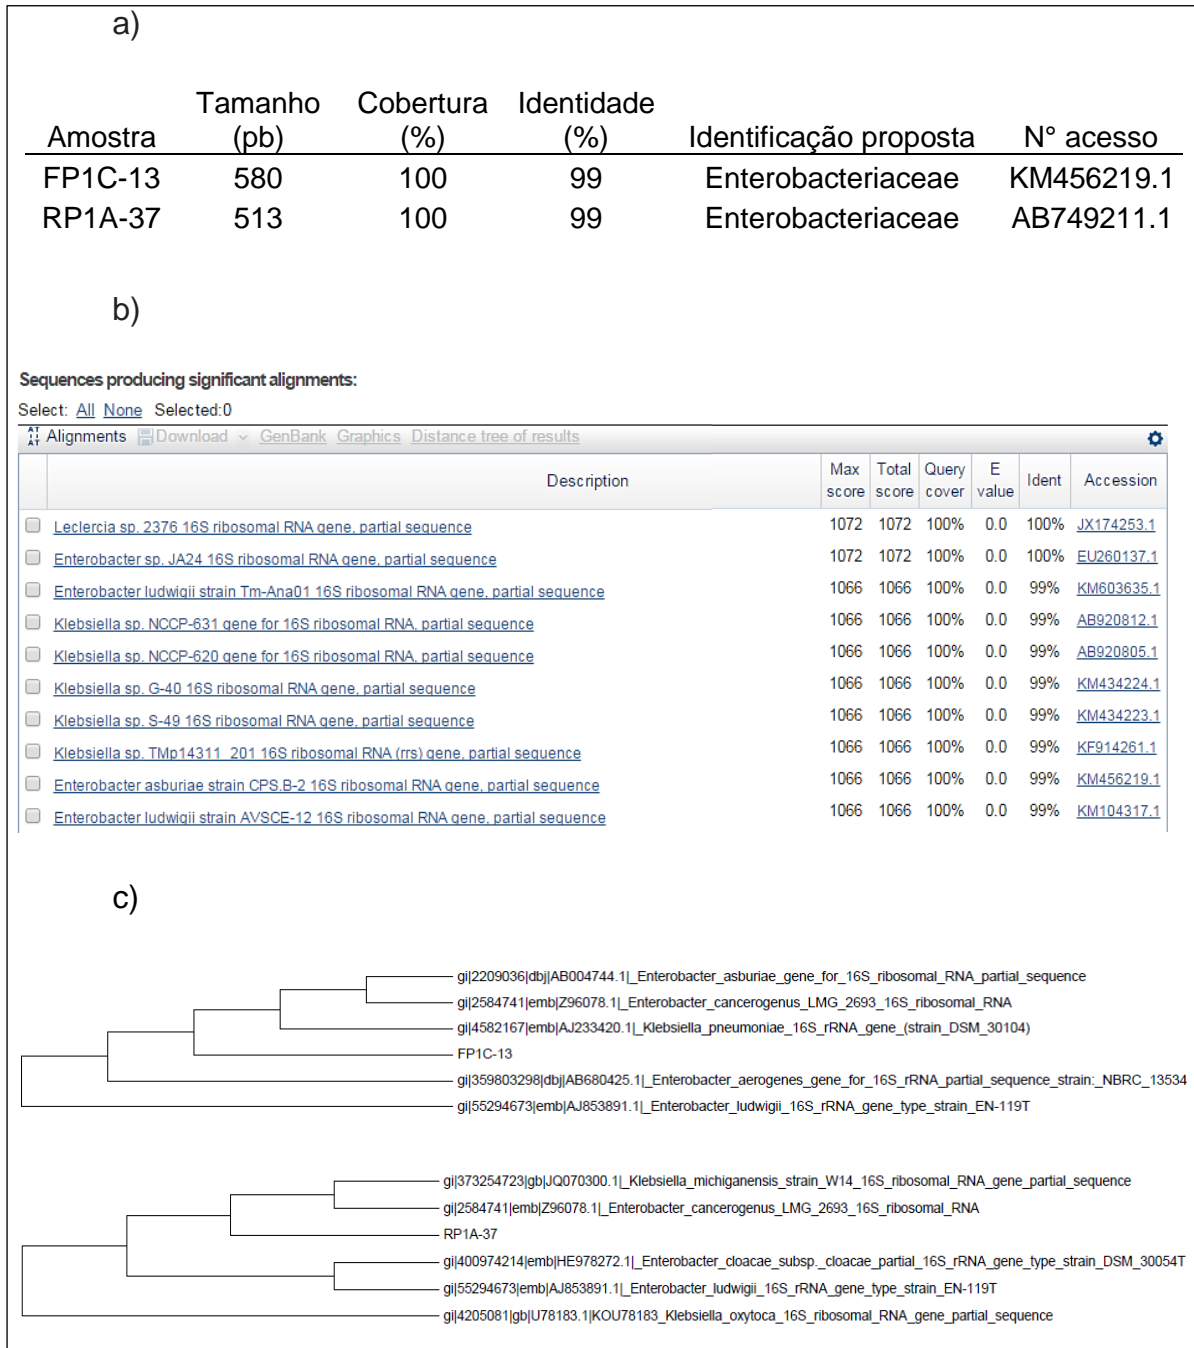 a)
Amostra Tamanho (pb) Cobertura (%) Identidade (%) Identificação proposta N° acesso
FP1C-13 580 100 99 Enterobacteriaceae KM456219.1
RP1A-37 513 100 99 Enterobacteriaceae AB749211.1
b)
Sequences producing significant alignments:
Select: All None Selected:0
Alignments Download GenBank Graphics Distance tree of results
Description Max score Total score Query cover E value Ident Accession
Leclercia sp. 2376 16S ribosomal RNA gene, partial sequence 1072 1072 100% 0.0 100% JX174253.1
Enterobacter sp. JA24 16S ribosomal RNA gene, partial sequence 1072 1072 100% 0.0 100% EU260137.1
Enterobacter ludwigii strain Tm-Ana01 16S ribosomal RNA gene, partial sequence 1066 1066 100% 0.0 99% KM603635.1
Klebsiella sp. NCCP-631 gene for 16S ribosomal RNA, partial sequence 1066 1066 100% 0.0 99% AB920812.1
Klebsiella sp. NCCP-620 gene for 16S ribosomal RNA, partial sequence 1066 1066 100% 0.0 99% AB920805.1
Klebsiella sp. G-40 16S ribosomal RNA gene, partial sequence 1066 1066 100% 0.0 99% KM434224.1
Klebsiella sp. S-49 16S ribosomal RNA gene, partial sequence 1066 1066 100% 0.0 99% KM434223.1
Klebsiella sp. TMp14311_201 16S ribosomal RNA (rrs) gene, partial sequence 1066 1066 100% 0.0 99% KF914261.1
Enterobacter asburiae strain CPS.B-2 16S ribosomal RNA gene, partial sequence 1066 1066 100% 0.0 99% KM456219.1
Enterobacter ludwigii strain AVSCE-12 16S ribosomal RNA gene, partial sequence 1066 1066 100% 0.0 99% KM104317.1
c)
gi|2209036|dbj|AB004744.1|_Enterobacter_asburiae_gene_for_16S_ribosomal_RNA_partial_sequence
gi|2584741|emb|Z96078.1|_Enterobacter_cancerogenus_LMG_2693_16S_ribosomal_RNA
gi|4582167|emb|AJ233420.1|_Klebsiella_pneumoniae_16S_rRNA_gene_(strain_DSM_30104)
FP1C-13
gi|359803298|dbj|AB680425.1|_Enterobacter_aerogenes_gene_for_16S_rRNA_partial_sequence_strain:_NBRC_13534
gi|55294673|emb|AJ853891.1|_Enterobacter_ludwigii_16S_rRNA_gene_type_strain_EN-119T
gi|373254723|gb|JQ070300.1|_Klebsiella_michiganensis_strain_W14_16S_ribosomal_RNA_gene_partial_sequence
gi|2584741|emb|Z96078.1|_Enterobacter_cancerogenus_LMG_2693_16S_ribosomal_RNA
RP1A-37
gi|400974214|emb|HE978272.1|_Enterobacter_cloacae_subsp._cloacae_partial_16S_rRNA_gene_type_strain_DSM_30054T
gi|55294673|emb|AJ853891.1|_Enterobacter_ludwigii_16S_rRNA_gene_type_strain_EN-119T
gi|4205081|gb|U78183.1|KOU78183_Klebsiella_oxytoca_16S_ribosomal_RNA_gene_partial_sequence